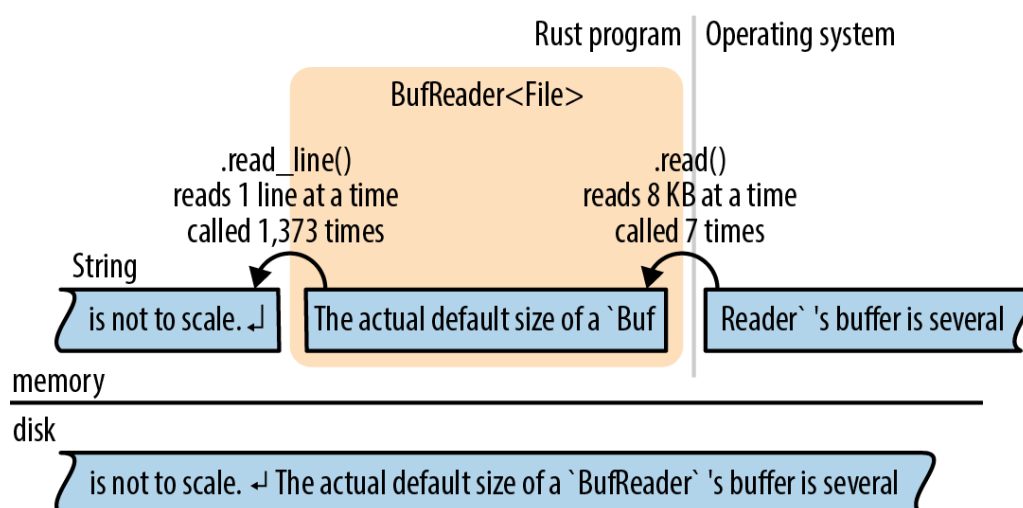 Rust program
Operating system
BufReader<File>
.read_line()
reads 1 line at a time
called 1,373 times
.read()
reads 8 KB at a time
called 7 times
String
is not to scale. ↲
The actual default size of a `Buf
Reader` 's buffer is several
memory
disk
is not to scale. ↲ The actual default size of a `BufReader` 's buffer is several